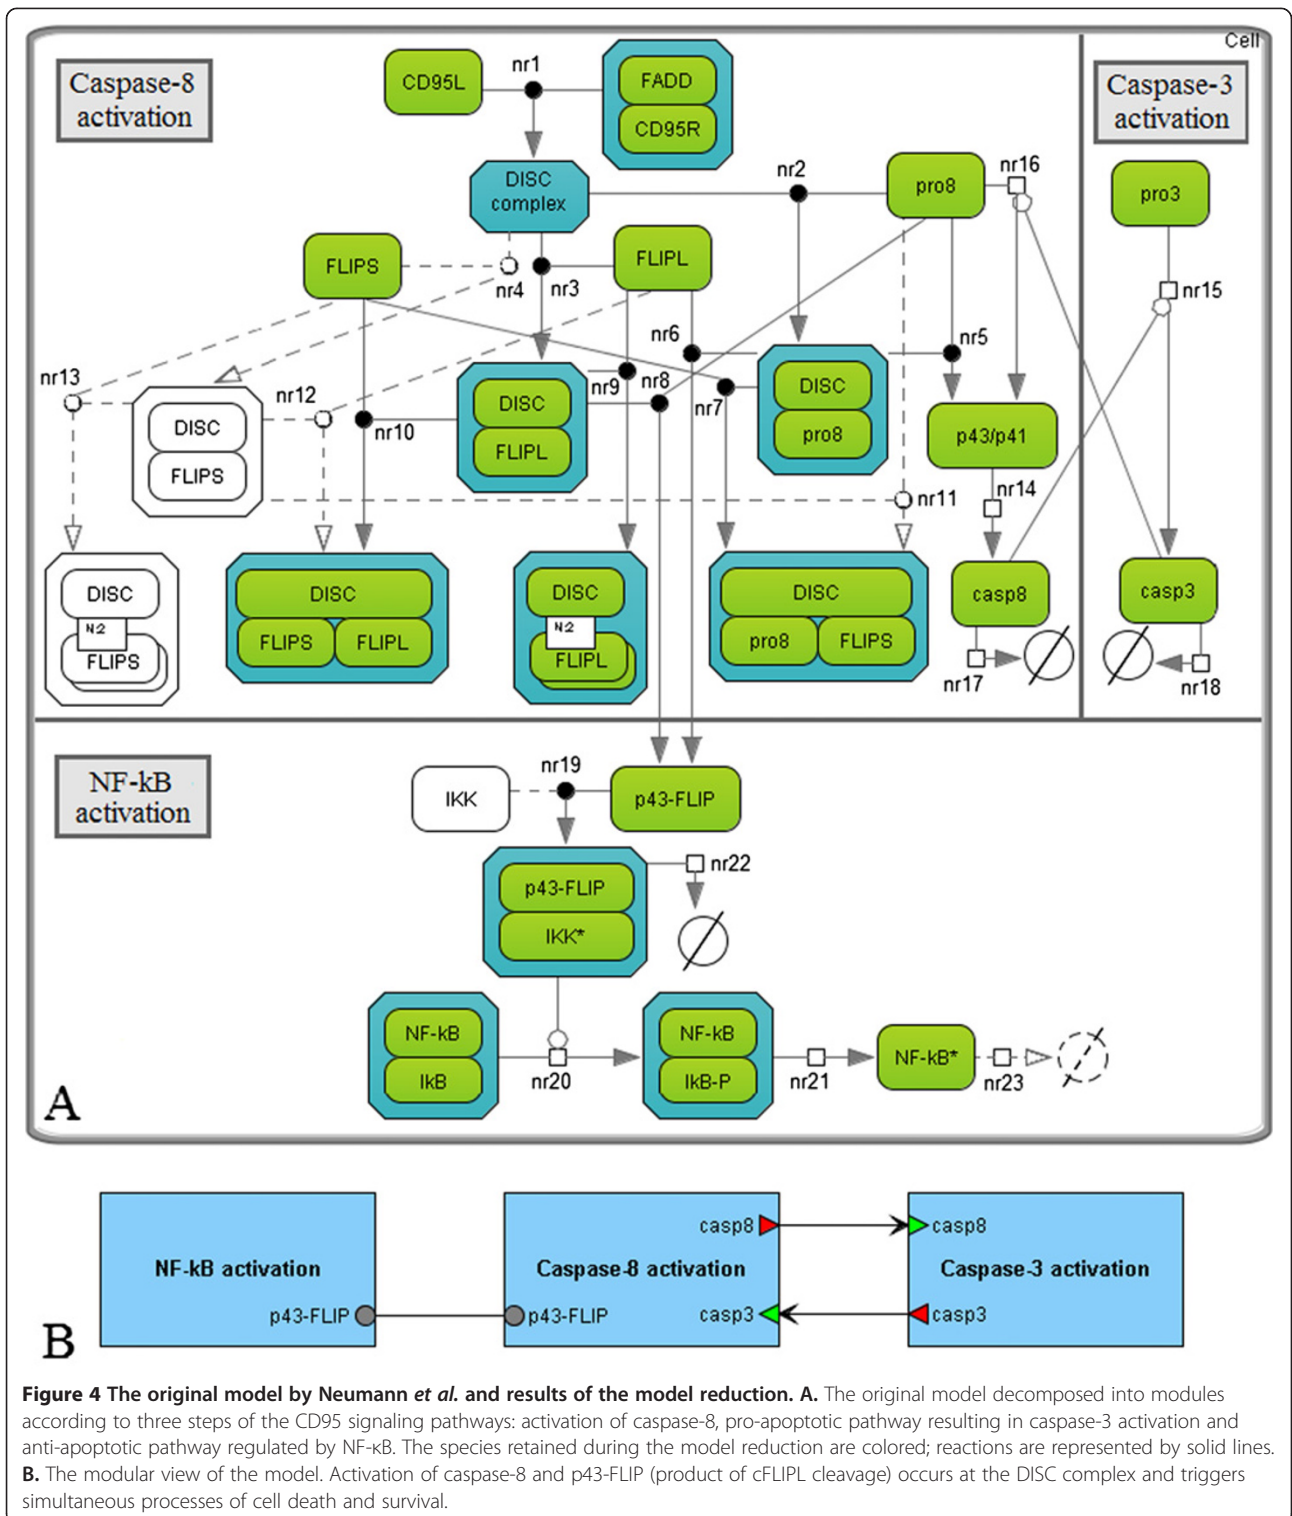 Cell
Caspase-8
activation
CD95L
nr1
FADD
CD95R
Caspase-3
activation
DISC
complex
nr2
pro8
nr16
pro3
FLIPS
nr4
nr3
FLIPL
nr15
nr6
nr5
nr13
nr12
nr10
DISC
FLIPL
nr9
nr8
nr7
DISC
pro8
p43/p41
DISC
FLIPS
nr11
nr14
DISC
N:2
FLIPS
DISC
FLIPS
FLIPL
DISC
N:2
FLIPL
DISC
pro8
FLIPS
casp8
casp3
nr17
nr18
NF-kB
activation
IKK
nr19
p43-FLIP
p43-FLIP
IKK*
nr22
NF-kB
IkB
nr20
NF-kB
IkB-P
nr21
NF-kB*
nr23
A
NF-kB activation
p43-FLIP
Caspase-8 activation
casp8
p43-FLIP
casp3
Caspase-3 activation
casp8
casp3
B
Figure 4 The original model by Neumann et al. and results of the model reduction. A. The original model decomposed into modules
according to three steps of the CD95 signaling pathways: activation of caspase-8, pro-apoptotic pathway resulting in caspase-3 activation and
anti-apoptotic pathway regulated by NF-κB. The species retained during the model reduction are colored; reactions are represented by solid lines.
B. The modular view of the model. Activation of caspase-8 and p43-FLIP (product of cFLIPL cleavage) occurs at the DISC complex and triggers
simultaneous processes of cell death and survival.